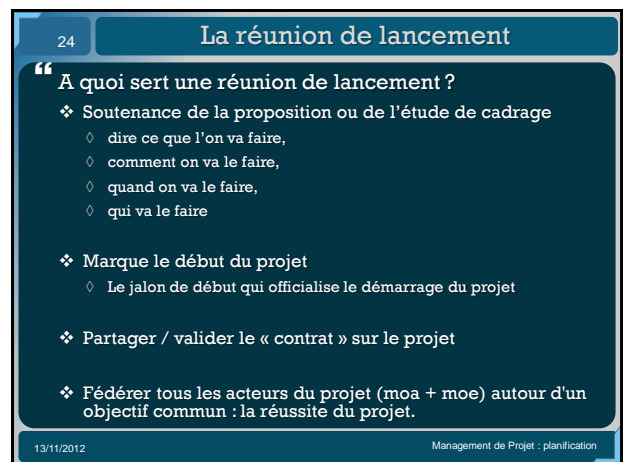 24
La réunion de lancement
“ A quoi sert une réunion de lancement ?
❖ Soutenance de la proposition ou de l’étude de cadrage
◊ dire ce que l’on va faire,
◊ comment on va le faire,
◊ quand on va le faire,
◊ qui va le faire
❖ Marque le début du projet
◊ Le jalon de début qui officialise le démarrage du projet
❖ Partager / valider le « contrat » sur le projet
❖ Fédérer tous les acteurs du projet (moa + moe) autour d'un
objectif commun : la réussite du projet.
13/11/2012
Management de Projet : planification